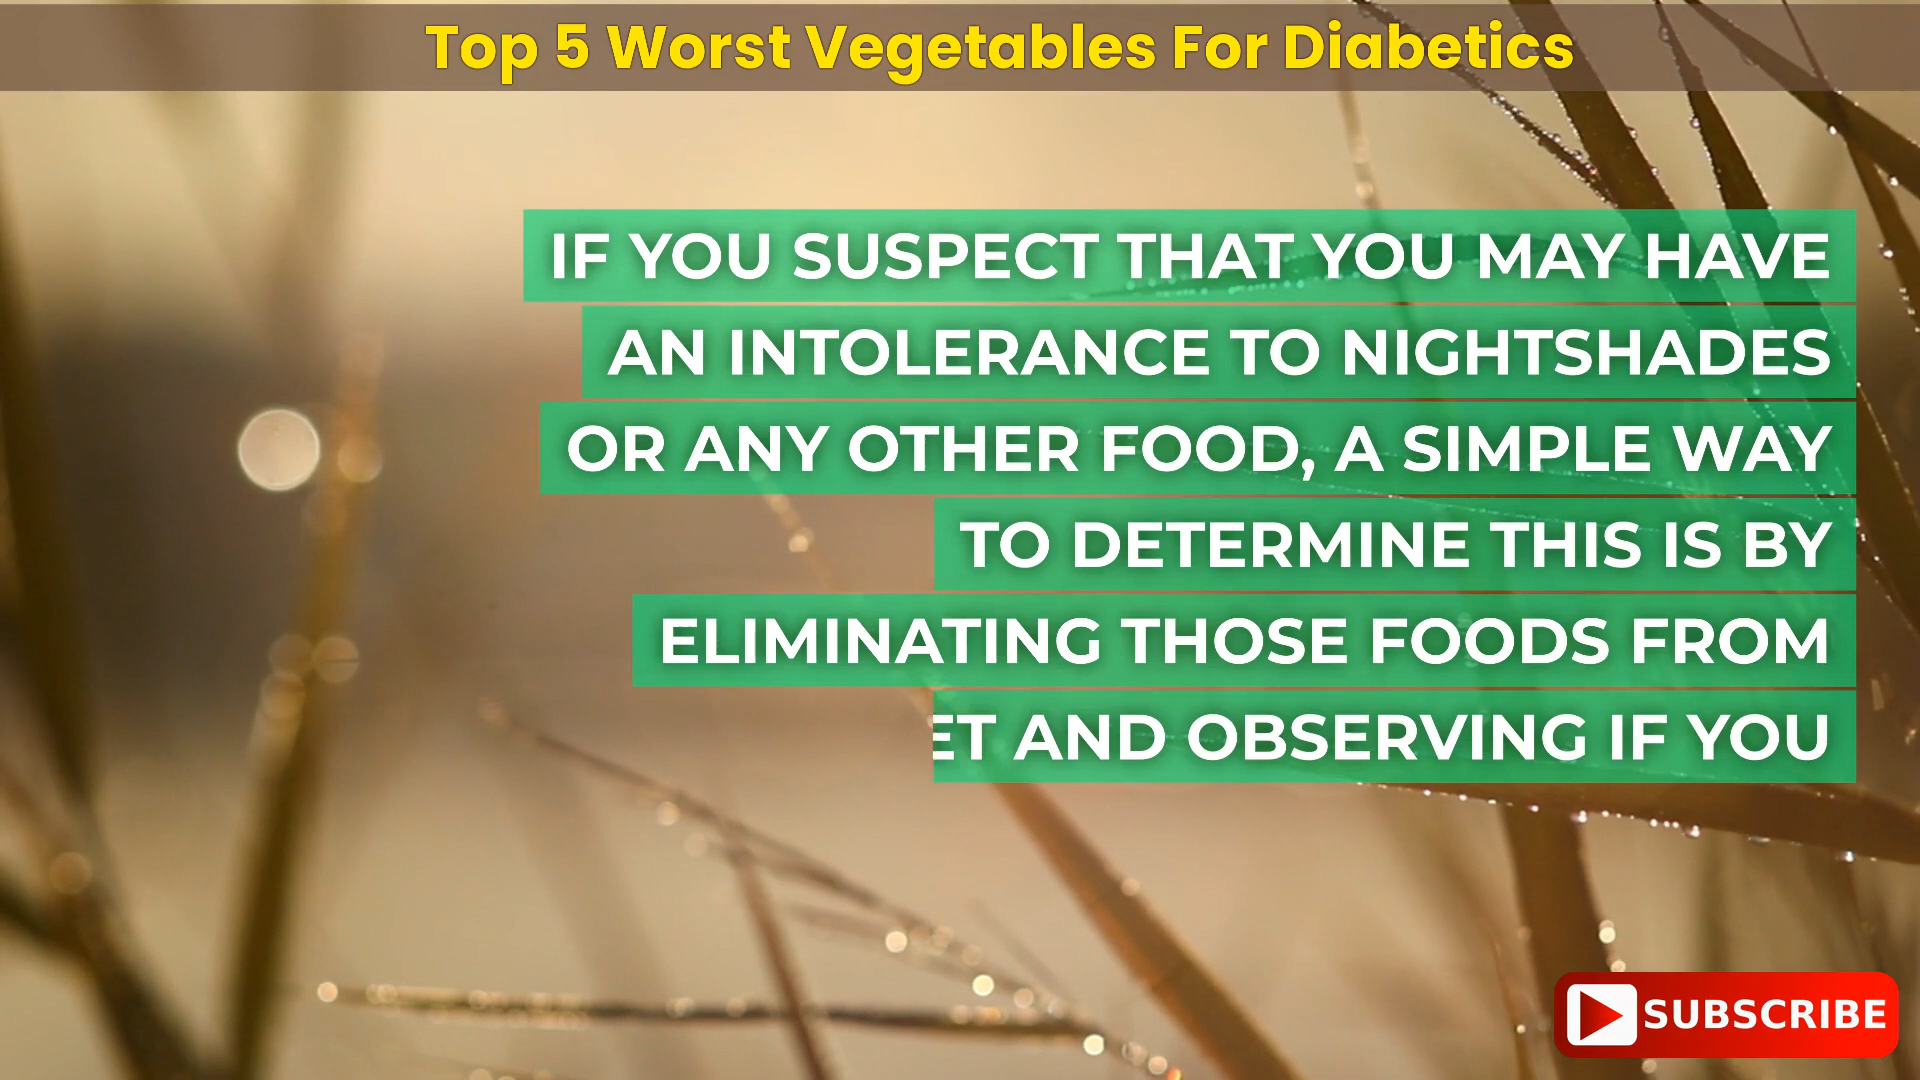 Top 5 Worst Vegetables For Diabetics
IF YOU SUSPECT THAT YOU MAY HAVE
AN INTOLERANCE TO NIGHTSHADES
OR ANY OTHER FOOD, A SIMPLE WAY
TO DETERMINE THIS IS BY
ELIMINATING THOSE FOODS FROM
ET AND OBSERVING IF YOU
SUBSCRIBE